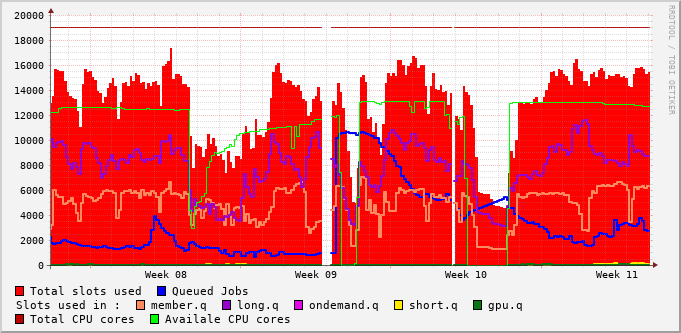 20000
18000
16000
14000
12000
10000
8000
6000
4000
2000
0
Week 08 Week 09 Week 10 Week 11
RRDTOOL / TOBI OETIKER
Total slots used Queued Jobs
Slots used in : member.q long.q ondemand.q short.q gpu.q
Total CPU cores Availale CPU cores